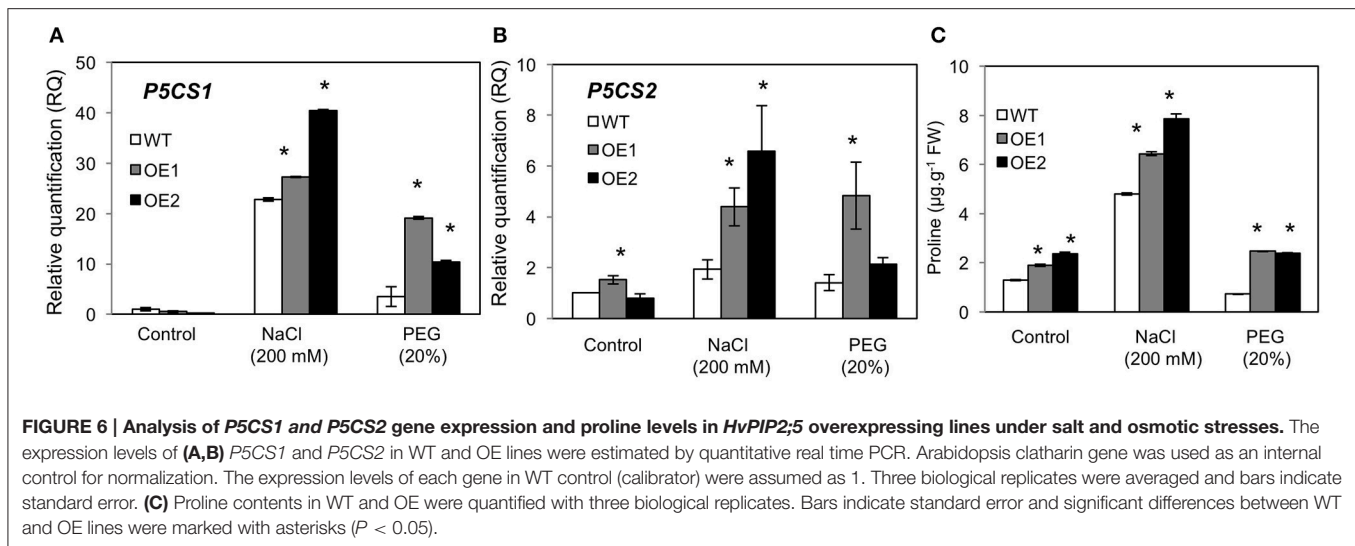 A
Relative quantification (RQ)
50
40
30
20
10
0
P5CS1
WT
OE1
OE2
*
*
*
*
Control
NaCl
(200 mM)
PEG
(20%)
B
Relative quantification (RQ)
10
8
6
4
2
0
P5CS2
WT
OE1
OE2
*
*
*
*
Control
NaCl
(200 mM)
PEG
(20%)
C
Proline (µg.g-1 FW)
10
8
6
4
2
0
WT
OE1
OE2
* *
*
*
* *
Control
NaCl
(200 mM)
PEG
(20%)
FIGURE 6 | Analysis of P5CS1 and P5CS2 gene expression and proline levels in HvPIP2;5 overexpressing lines under salt and osmotic stresses. The
expression levels of (A,B) P5CS1 and P5CS2 in WT and OE lines were estimated by quantitative real time PCR. Arabidopsis clatharin gene was used as an internal
control for normalization. The expression levels of each gene in WT control (calibrator) were assumed as 1. Three biological replicates were averaged and bars indicate
standard error. (C) Proline contents in WT and OE were quantified with three biological replicates. Bars indicate standard error and significant differences between WT
and OE lines were marked with asterisks (P < 0.05).